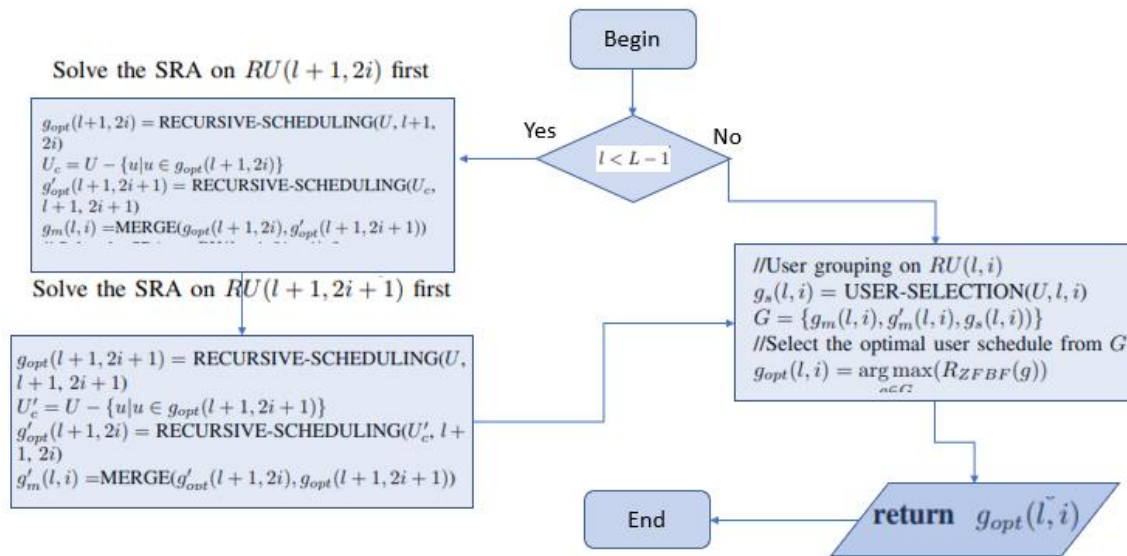 Begin
Solve the SRA on RU(l + 1, 2i) first
Yes
No
l < L − 1
g_opt(l+1, 2i) = RECURSIVE-SCHEDULING(U, l+1,
2i)
U_c = U − {u|u ∈ g_opt(l + 1, 2i)}
g′_opt(l+1, 2i+1) = RECURSIVE-SCHEDULING(U_c,
l + 1, 2i + 1)
g_m(l, i) =MERGE(g_opt(l + 1, 2i), g′_opt(l + 1, 2i + 1))
Solve the SRA on RU(l + 1, 2i + 1) first
g_opt(l + 1, 2i + 1) = RECURSIVE-SCHEDULING(U,
l + 1, 2i + 1)
U′_c = U − {u|u ∈ g_opt(l + 1, 2i + 1)}
g′_opt(l + 1, 2i) = RECURSIVE-SCHEDULING(U′_c, l +
1, 2i)
g′_m(l, i) =MERGE(g′_opt(l + 1, 2i), g_opt(l + 1, 2i + 1))
//User grouping on RU(l, i)
g_s(l, i) = USER-SELECTION(U, l, i)
G = {g_m(l, i), g′_m(l, i), g_s(l, i))}
//Select the optimal user schedule from G
g_opt(l, i) = arg max(R_ZFBF(g))
g∈G
return g_opt(l, i)
End